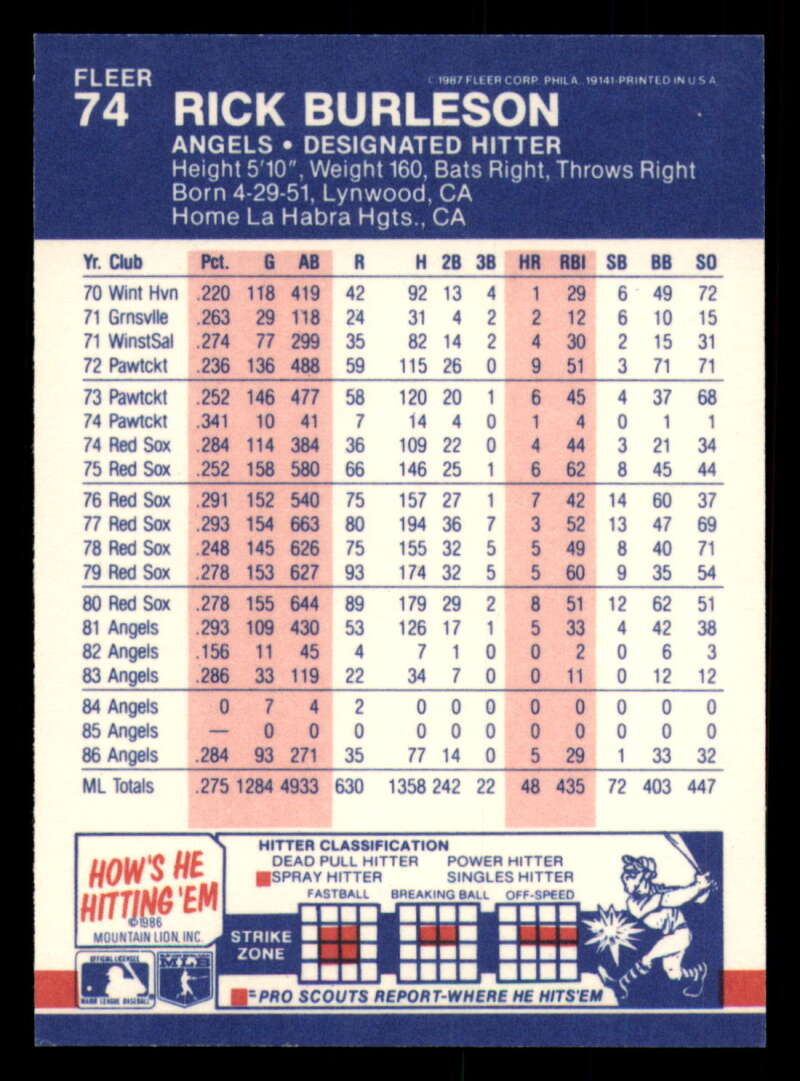 FLEER
© 1987 FLEER CORP. PHILA., 19141-PRINTED IN U S A
74 RICK BURLESON
ANGELS • DESIGNATED HITTER
Height 5'10", Weight 160, Bats Right, Throws Right
Born 4-29-51, Lynwood, CA
Home La Habra Hgts., CA
Yr. Club Pct. G AB R H 2B 3B HR RBI SB BB SO
70 Wint Hvn .220 118 419 42 92 13 4 1 29 6 49 72
71 Grnsvlle .263 29 118 24 31 4 2 2 12 6 10 15
71 WinstSal .274 77 299 35 82 14 2 4 30 2 15 31
72 Pawtckt .236 136 488 59 115 26 0 9 51 3 71 71
73 Pawtckt .252 146 477 58 120 20 1 6 45 4 37 68
74 Pawtckt .341 10 41 7 14 4 0 1 4 0 1 1
74 Red Sox .284 114 384 36 109 22 0 4 44 3 21 34
75 Red Sox .252 158 580 66 146 25 1 6 62 8 45 44
76 Red Sox .291 152 540 75 157 27 1 7 42 14 60 37
77 Red Sox .293 154 663 80 194 36 7 3 52 13 47 69
78 Red Sox .248 145 626 75 155 32 5 5 49 8 40 71
79 Red Sox .278 153 627 93 174 32 5 5 60 9 35 54
80 Red Sox .278 155 644 89 179 29 2 8 51 12 62 51
81 Angels .293 109 430 53 126 17 1 5 33 4 42 38
82 Angels .156 11 45 4 7 1 0 0 2 0 6 3
83 Angels .286 33 119 22 34 7 0 0 11 0 12 12
84 Angels 0 7 4 2 0 0 0 0 0 0 0 0
85 Angels — 0 0 0 0 0 0 0 0 0 0 0
86 Angels .284 93 271 35 77 14 0 5 29 1 33 32
ML Totals .275 1284 4933 630 1358 242 22 48 435 72 403 447
HOW'S HE
HITTING 'EM
©1986
MOUNTAIN LION, INC.
HITTER CLASSIFICATION
DEAD PULL HITTER POWER HITTER
SPRAY HITTER SINGLES HITTER
FASTBALL BREAKING BALL OFF-SPEED
STRIKE
ZONE
= PRO SCOUTS REPORT-WHERE HE HITS 'EM
OFFICIAL LICENSEE
MAJOR LEAGUE BASEBALL
MLB